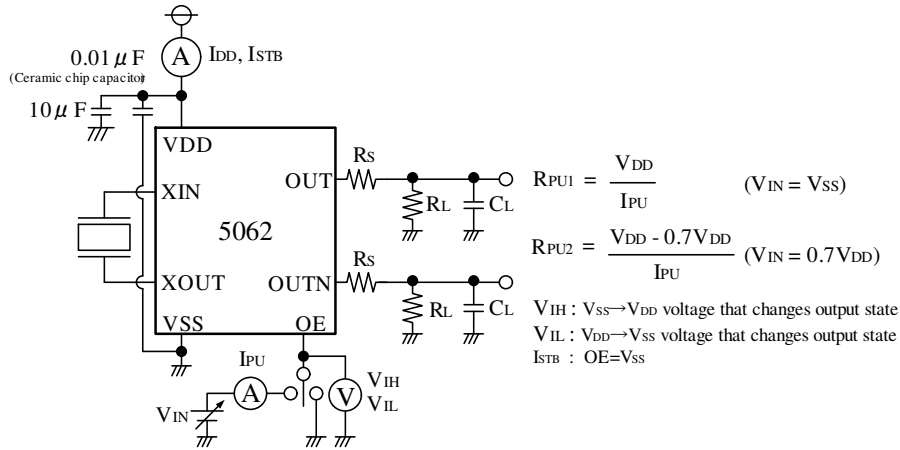 IDD, ISTB
A
0.01μF
(Ceramic chip capacitor)
10μF
VDD
XIN
XOUT
VSS
5062
OUT
OUTN
OE
RS
RL
CL
RS
RL
CL
RPU1 = VDD / IPU (VIN = VSS)
RPU2 = VDD - 0.7VDD / IPU (VIN = 0.7VDD)
VIH : VSS→VDD voltage that changes output state
VIL : VDD→VSS voltage that changes output state
ISTB : OE=VSS
IPU
A
VIN
V
VIH
VIL